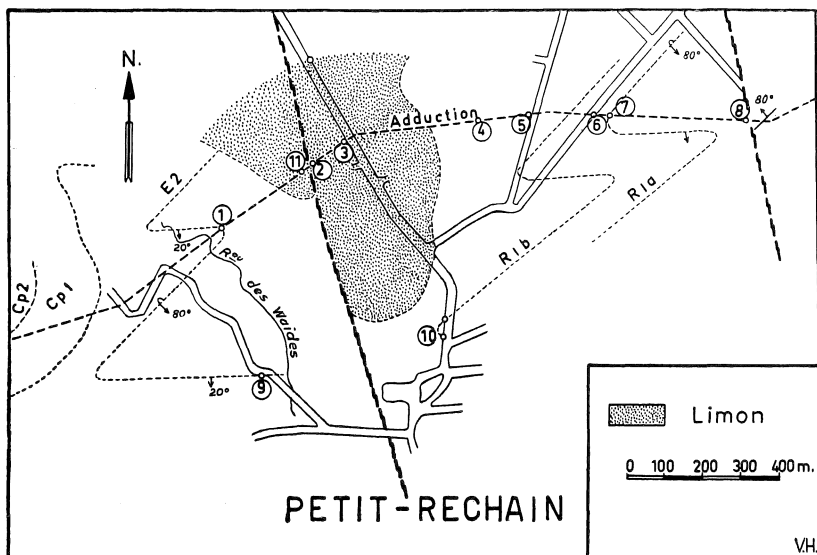 N.
80°
Adduction
7
8
80°
4
5
6
3
11
2
E2
R1a
1
20°
Rau
des Waides
R1b
Cp2
Cp1
80°
10
20°
9
Limon
0 100 200 300 400 m.
PETIT-RECHAIN
V.H.